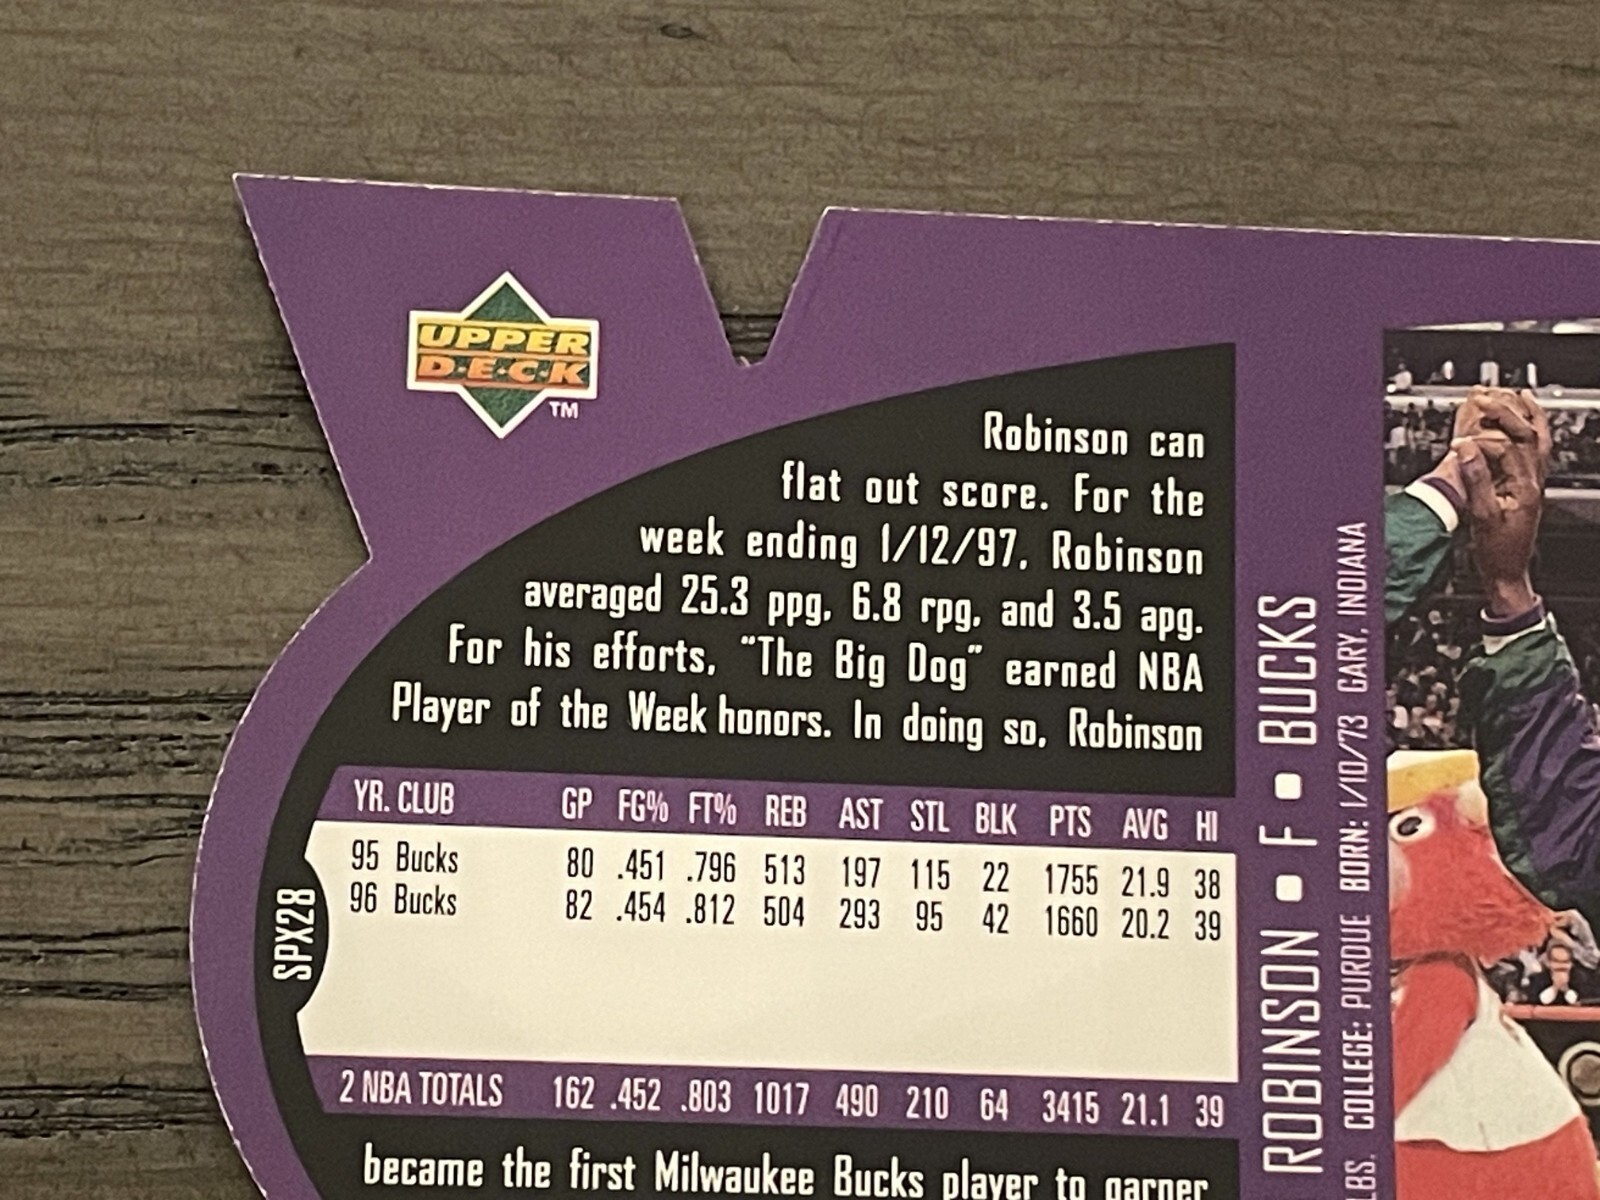 UPPER
D·E·C·K
TM
Robinson can
flat out score. For the
week ending 1/12/97, Robinson
averaged 25.3 ppg, 6.8 rpg, and 3.5 apg.
For his efforts, "The Big Dog" earned NBA
Player of the Week honors. In doing so, Robinson
YR. CLUB GP FG% FT% REB AST STL BLK PTS AVG HI
95 Bucks 80 .451 .796 513 197 115 22 1755 21.9 38
96 Bucks 82 .454 .812 504 293 95 42 1660 20.2 39
2 NBA TOTALS 162 .452 .803 1017 490 210 64 3415 21.1 39
became the first Milwaukee Bucks player to garner
SPX28
ROBINSON ▪ F ▪ BUCKS
LBS. COLLEGE: PURDUE BORN: 1/10/73 GARY, INDIANA